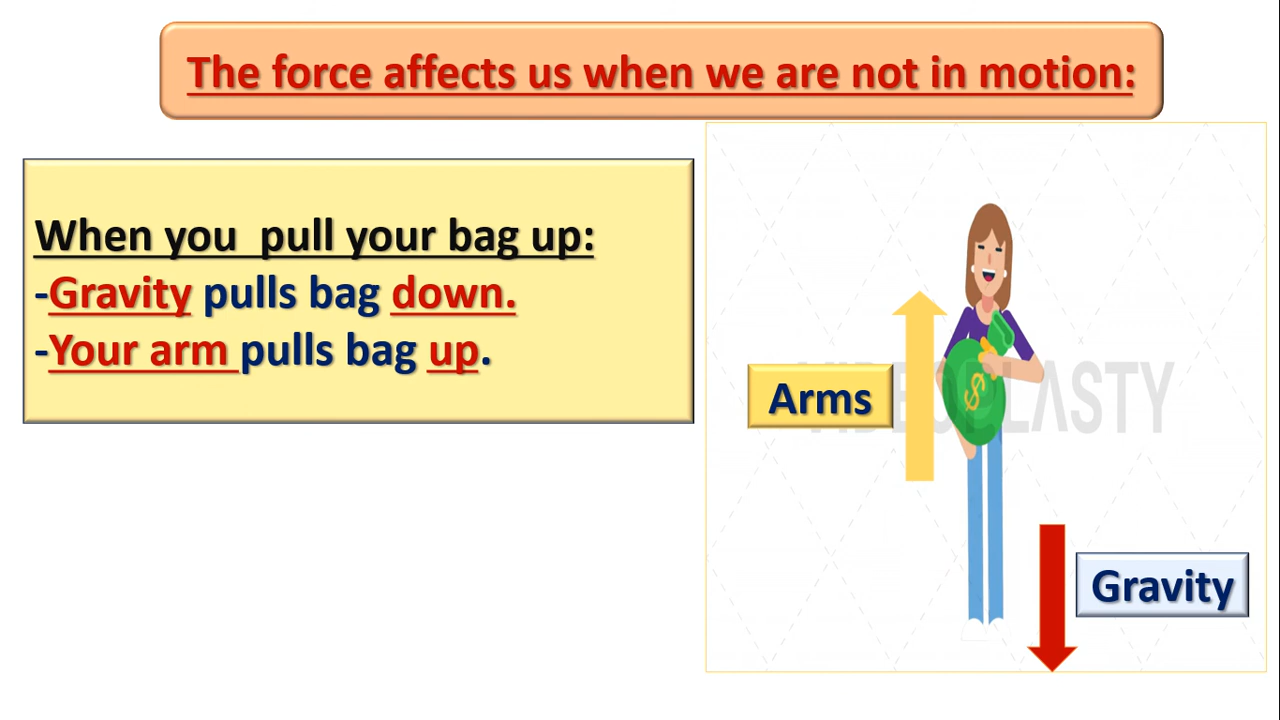 The force affects us when we are not in motion:
When you  pull your bag up:
-Gravity pulls bag down.
-Your arm pulls bag up.
Arms
$
Gravity